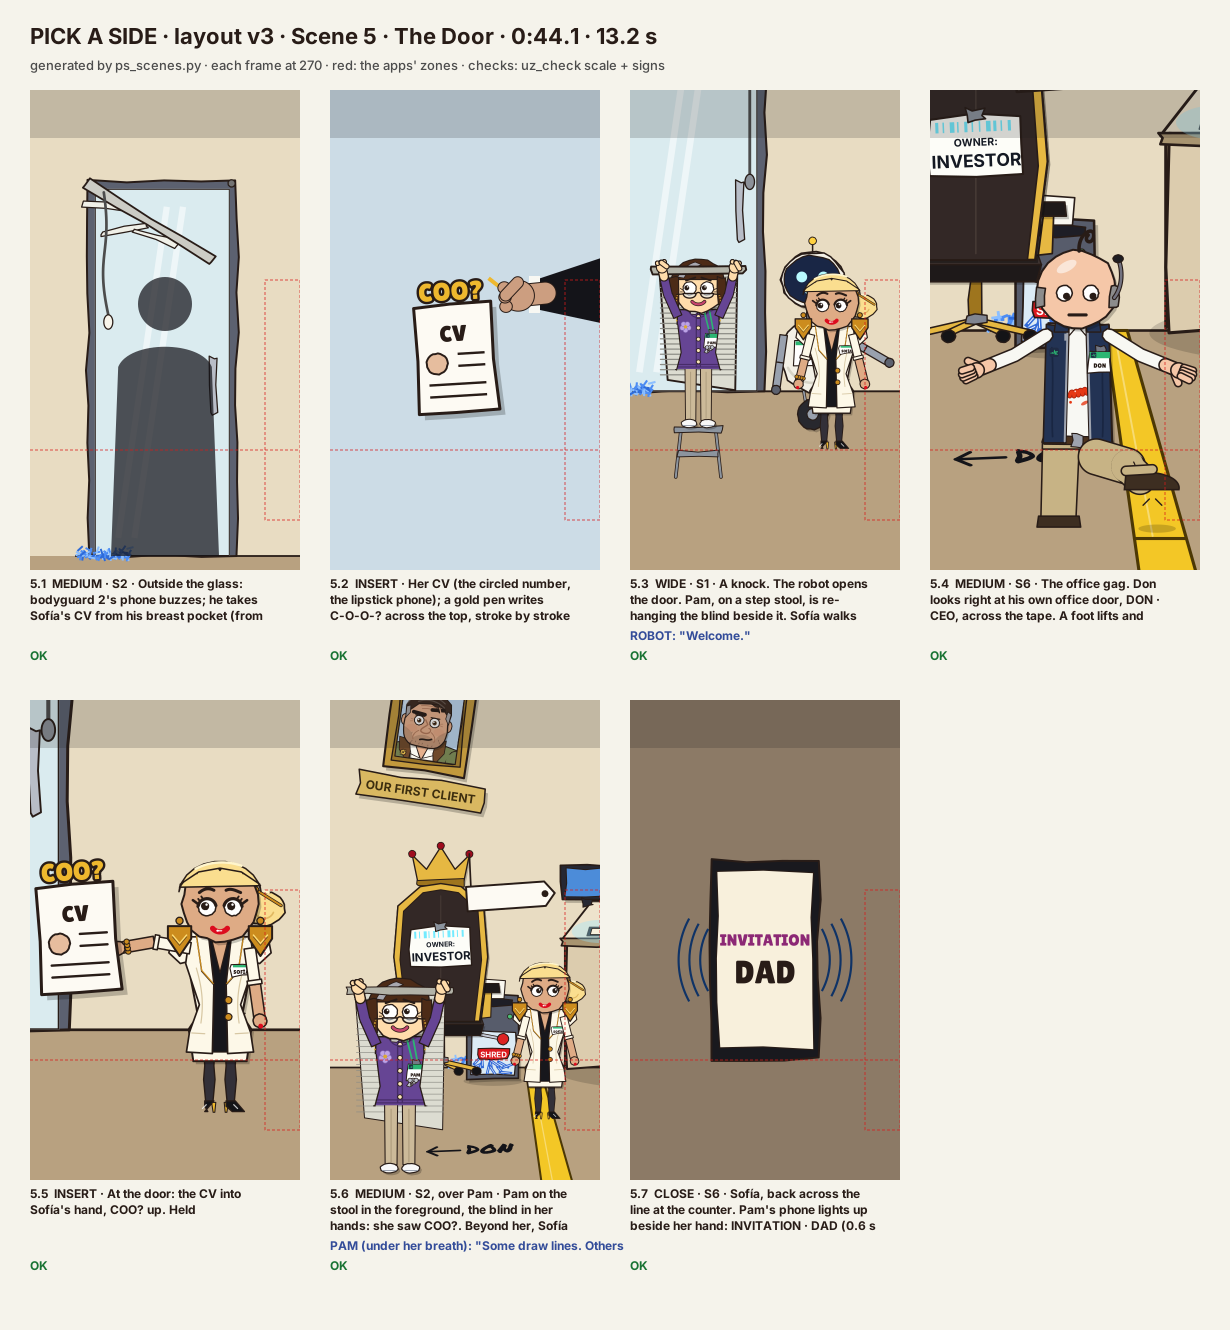 PICK A SIDE · layout v3 · Scene 5 · The Door · 0:44.1 · 13.2 s
generated by ps_scenes.py · each frame at 270 · red: the apps' zones · checks: uz_check scale + signs
COO?
CV
PAM
OWNER:
INVESTOR
DON
5.1 MEDIUM · S2 · Outside the glass:
bodyguard 2's phone buzzes; he takes
Sofía's CV from his breast pocket (from
OK
5.2 INSERT · Her CV (the circled number,
the lipstick phone); a gold pen writes
C-O-O-? across the top, stroke by stroke
OK
5.3 WIDE · S1 · A knock. The robot opens
the door. Pam, on a step stool, is re-
hanging the blind beside it. Sofía walks
ROBOT: "Welcome."
OK
5.4 MEDIUM · S6 · The office gag. Don
looks right at his own office door, DON ·
CEO, across the tape. A foot lifts and
OK
COO?
CV
OUR FIRST CLIENT
OWNER:
INVESTOR
SHRED
PAM
DON
INVITATION
DAD
5.5 INSERT · At the door: the CV into
Sofía's hand, COO? up. Held
OK
5.6 MEDIUM · S2, over Pam · Pam on the
stool in the foreground, the blind in her
hands: she saw COO?. Beyond her, Sofía
PAM (under her breath): "Some draw lines. Others
OK
5.7 CLOSE · S6 · Sofía, back across the
line at the counter. Pam's phone lights up
beside her hand: INVITATION · DAD (0.6 s
OK